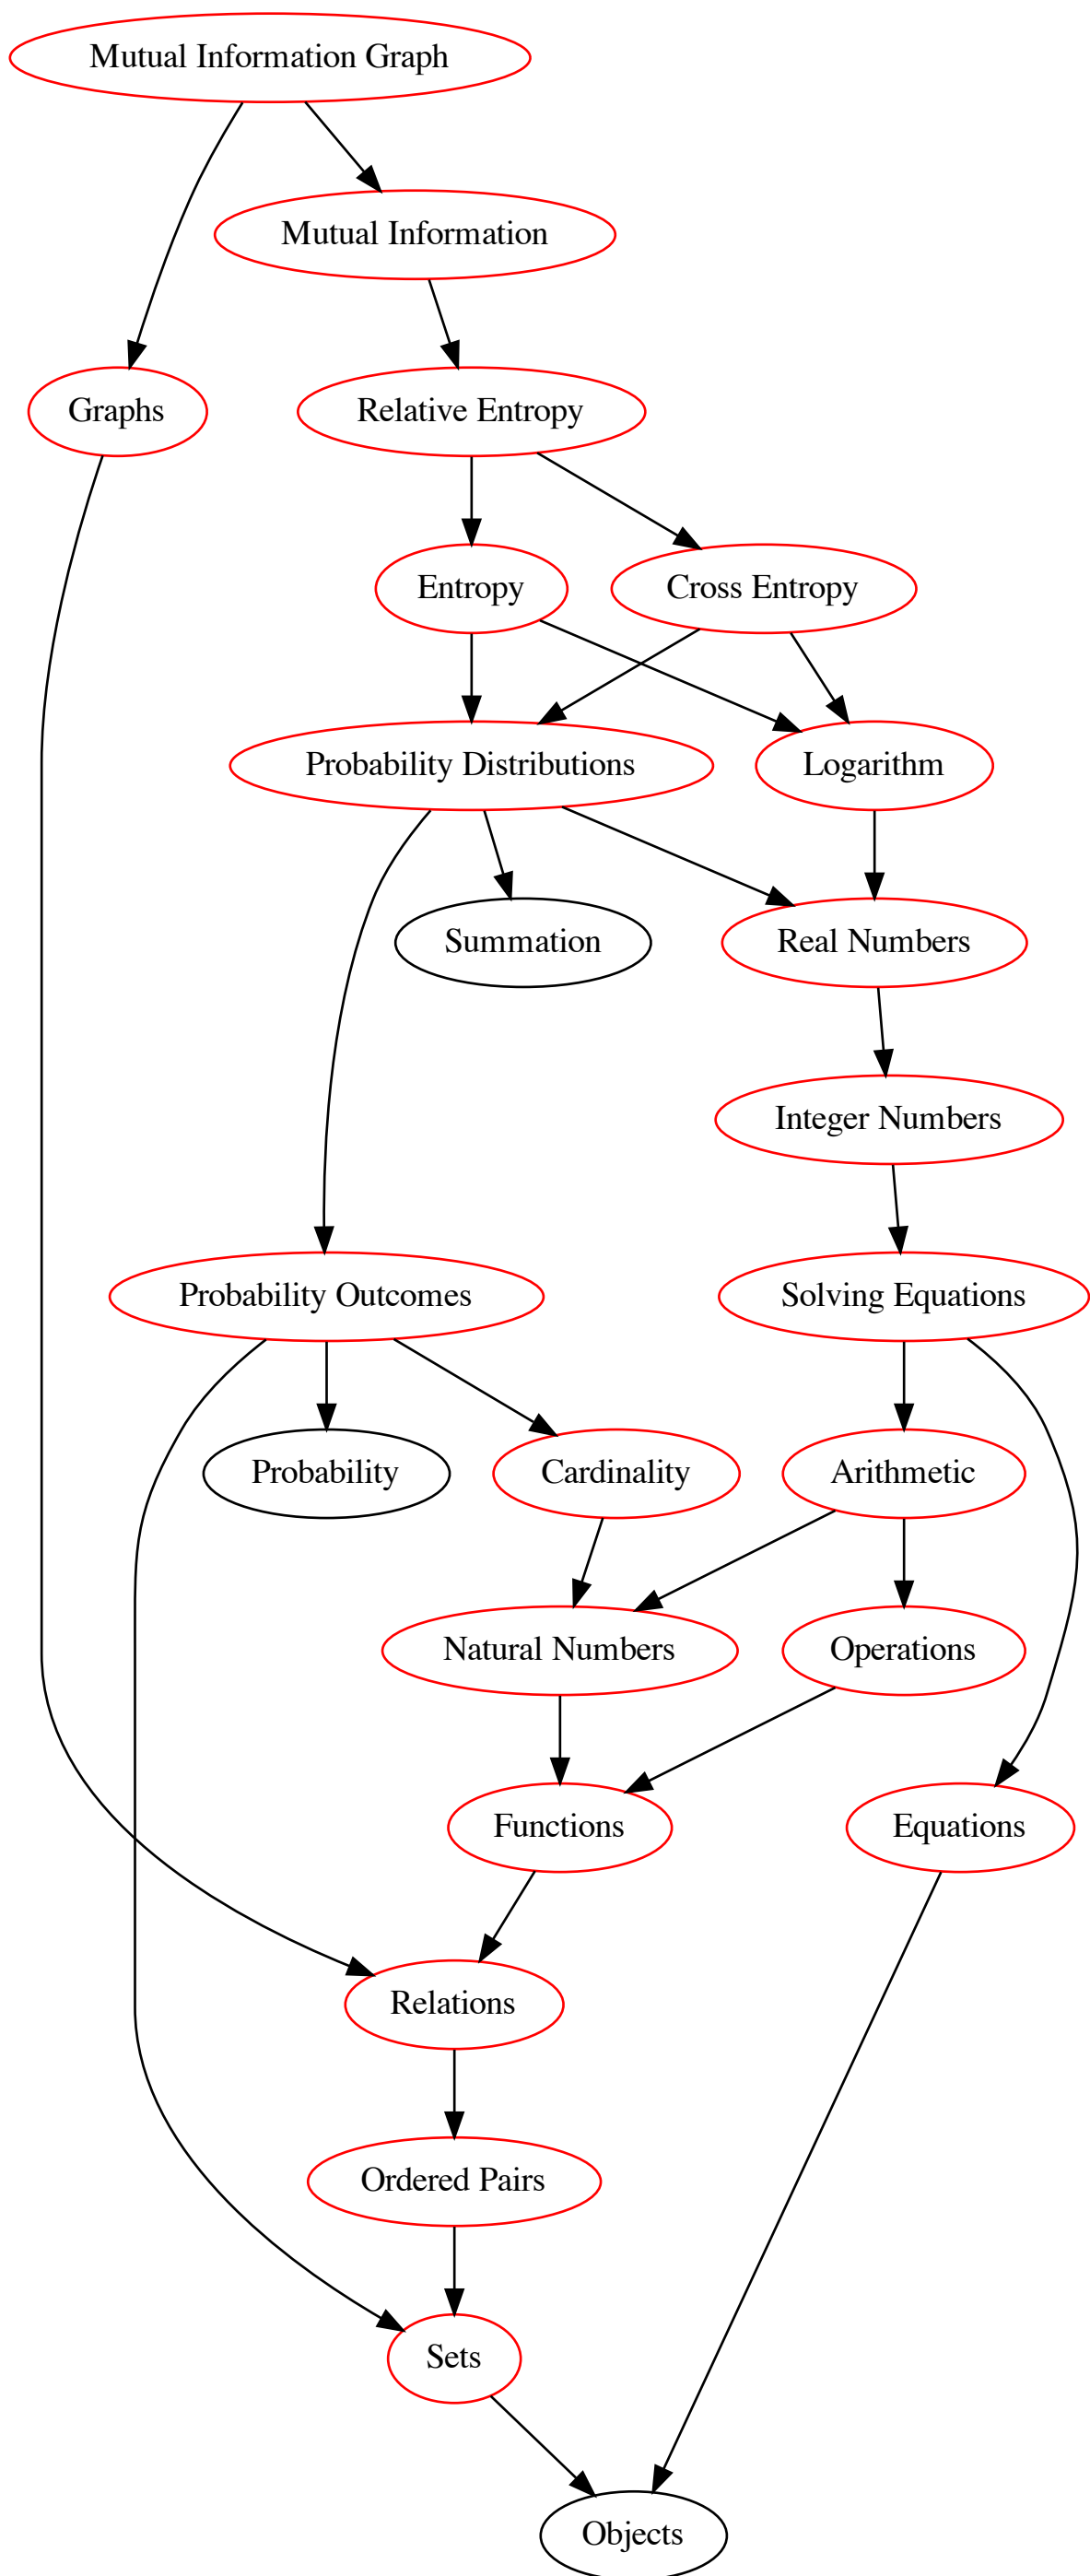 Mutual Information Graph
Mutual Information
Graphs
Relative Entropy
Entropy
Cross Entropy
Probability Distributions
Logarithm
Summation
Real Numbers
Integer Numbers
Probability Outcomes
Solving Equations
Probability
Cardinality
Arithmetic
Natural Numbers
Operations
Functions
Equations
Relations
Ordered Pairs
Sets
Objects